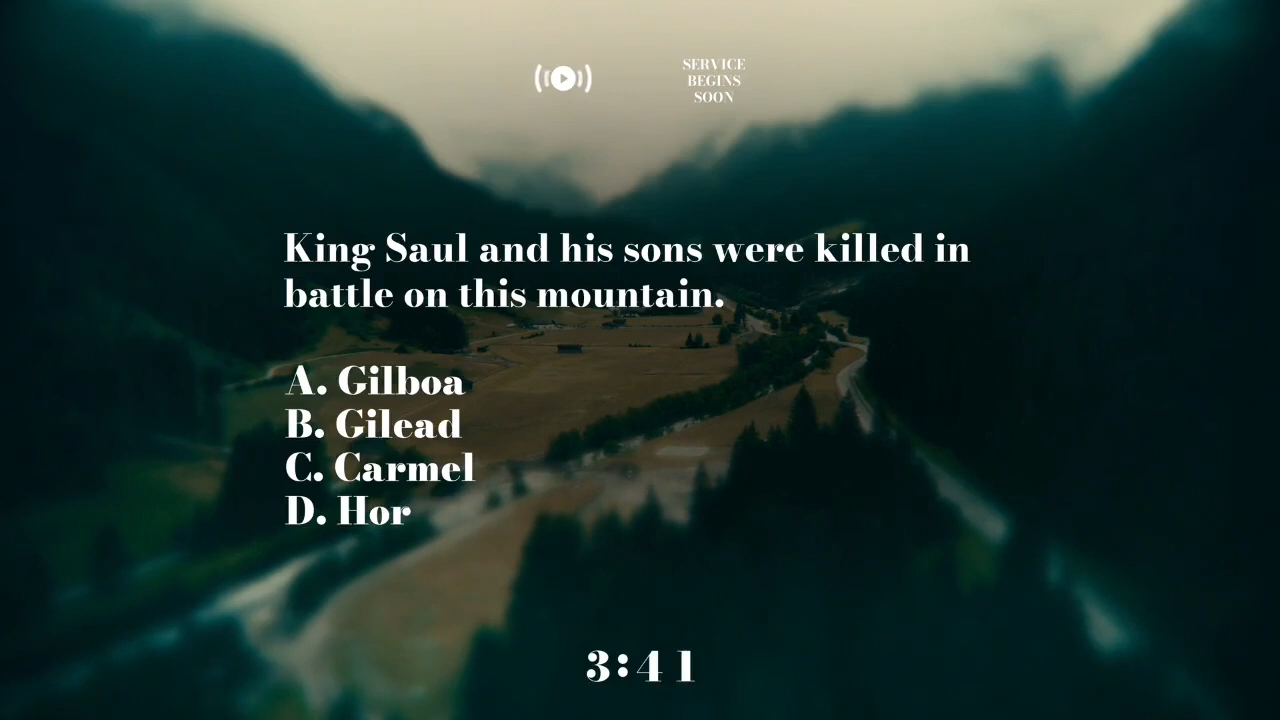 SERVICE
BEGINS
SOON
King Saul and his sons were killed in
battle on this mountain.
A. Gilboa
B. Gilead
C. Carmel
D. Hor
3:41